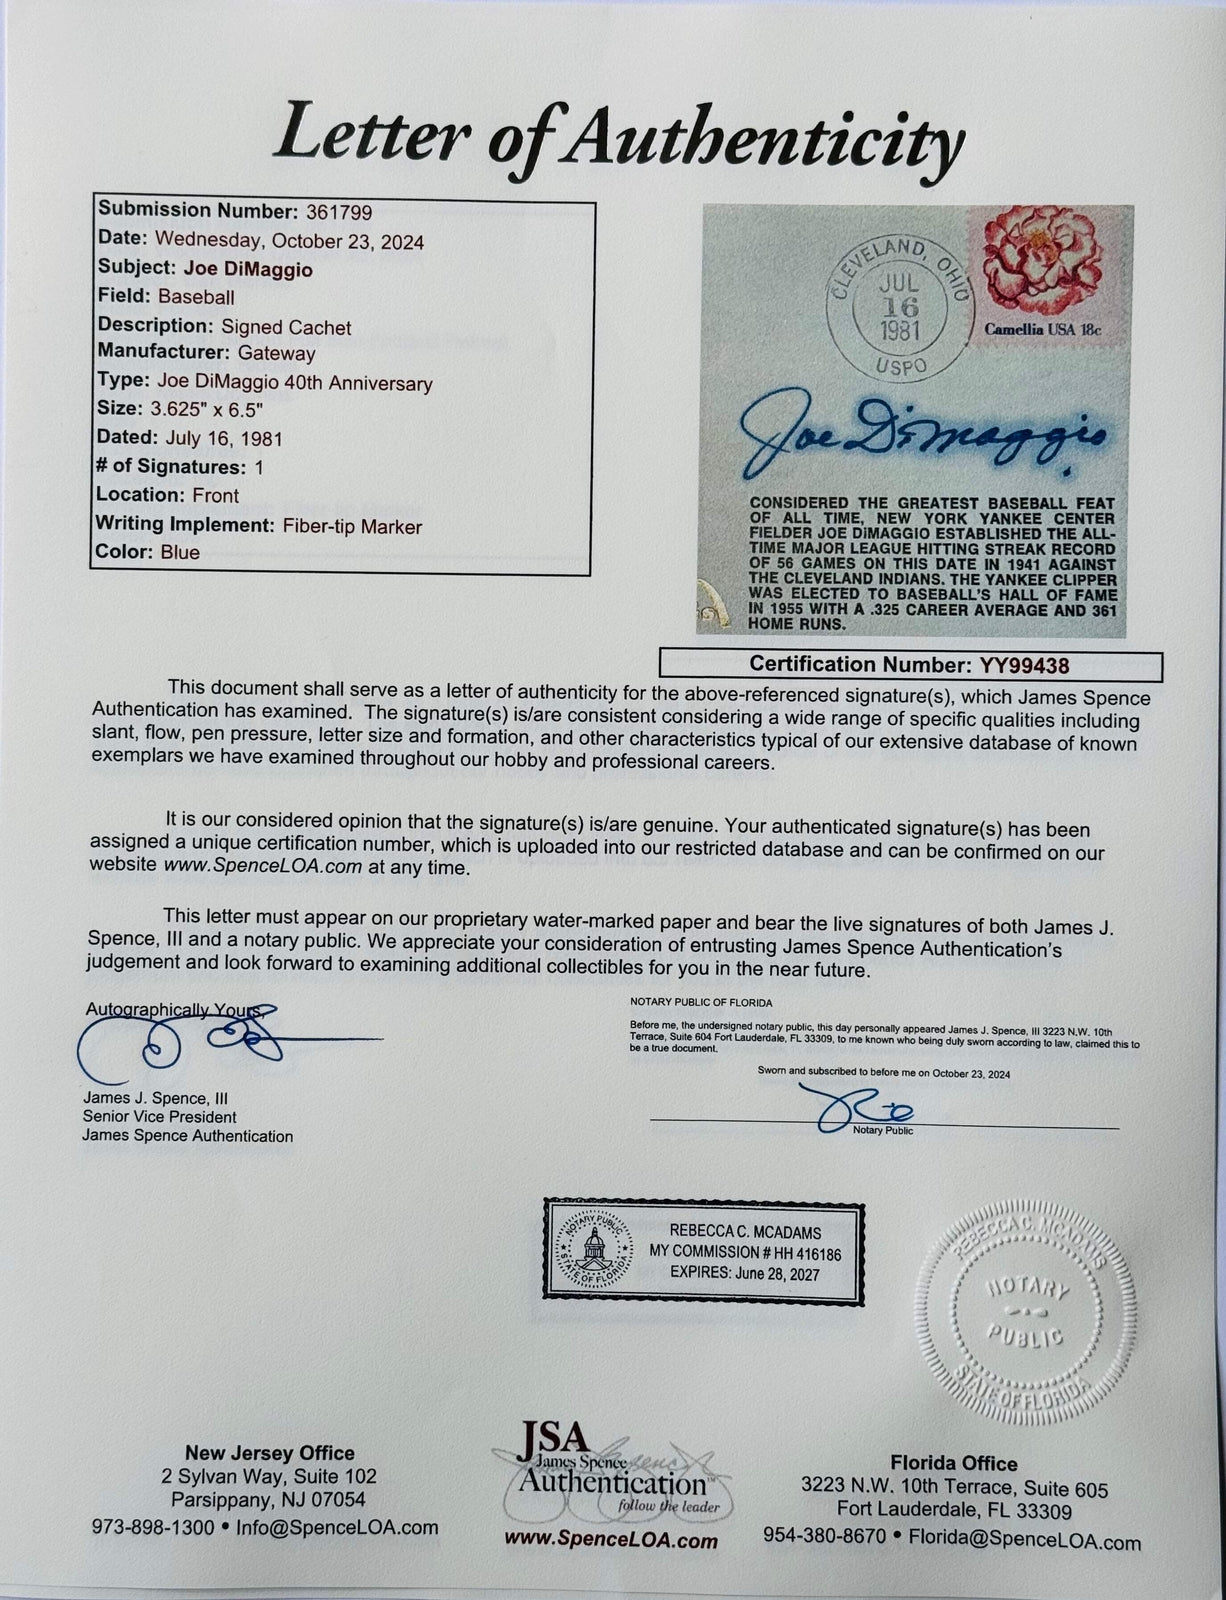 Letter of Authenticity
Submission Number: 361799
Date: Wednesday, October 23, 2024
Subject: Joe DiMaggio
Field: Baseball
Description: Signed Cachet
Manufacturer: Gateway
Type: Joe DiMaggio 40th Anniversary
Size: 3.625" x 6.5"
Dated: July 16, 1981
# of Signatures: 1
Location: Front
Writing Implement: Fiber-tip Marker
Color: Blue
CLEVELAND, OHIO
JUL
16
1981
USPO
Camellia USA 18c
Joe DiMaggio
CONSIDERED THE GREATEST BASEBALL FEAT
OF ALL TIME, NEW YORK YANKEE CENTER
FIELDER JOE DiMAGGIO ESTABLISHED THE ALL-
TIME MAJOR LEAGUE HITTING STREAK RECORD
OF 56 GAMES ON THIS DATE IN 1941 AGAINST
THE CLEVELAND INDIANS. THE YANKEE CLIPPER
WAS ELECTED TO BASEBALL'S HALL OF FAME
IN 1955 WITH A .325 CAREER AVERAGE AND 361
HOME RUNS.
Certification Number: YY99438
This document shall serve as a letter of authenticity for the above-referenced signature(s), which James Spence
Authentication has examined. The signature(s) is/are consistent considering a wide range of specific qualities including
slant, flow, pen pressure, letter size and formation, and other characteristics typical of our extensive database of known
exemplars we have examined throughout our hobby and professional careers.
It is our considered opinion that the signature(s) is/are genuine. Your authenticated signature(s) has been
assigned a unique certification number, which is uploaded into our restricted database and can be confirmed on our
website www.SpenceLOA.com at any time.
This letter must appear on our proprietary water-marked paper and bear the live signatures of both James J.
Spence, III and a notary public. We appreciate your consideration of entrusting James Spence Authentication's
judgement and look forward to examining additional collectibles for you in the near future.
Autographically Yours,
James J. Spence, III
Senior Vice President
James Spence Authentication
NOTARY PUBLIC OF FLORIDA
Before me, the undersigned notary public, this day personally appeared James J. Spence, III 3223 N.W. 10th
Terrace, Suite 604 Fort Lauderdale, FL 33309, to me known who being duly sworn according to law, claimed this to
be a true document.
Sworn and subscribed to before me on October 23, 2024
Notary Public
NOTARY PUBLIC
STATE OF FLORIDA
REBECCA C. MCADAMS
MY COMMISSION # HH 416186
EXPIRES: June 28, 2027
REBECCA C. MCADAMS
NOTARY
PUBLIC
STATE OF FLORIDA
New Jersey Office
2 Sylvan Way, Suite 102
Parsippany, NJ 07054
973-898-1300 • Info@SpenceLOA.com
JSA
James Spence
Authentication™
follow the leader
www.SpenceLOA.com
Florida Office
3223 N.W. 10th Terrace, Suite 605
Fort Lauderdale, FL 33309
954-380-8670 • Florida@SpenceLOA.com